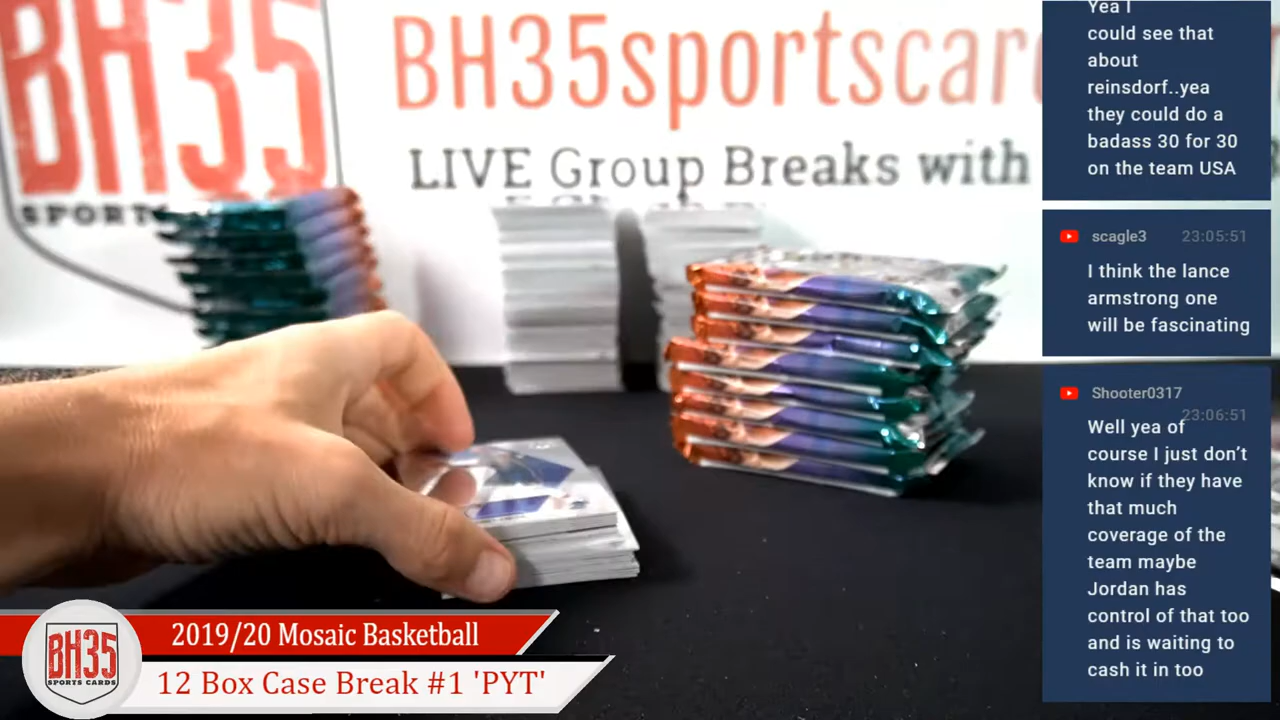 BH35
SPORTS
BH35sportscar
LIVE Group Breaks with
Yea I
could see that
about
reinsdorf..yea
they could do a
badass 30 for 30
on the team USA
scagle3 23:05:51
I think the lance
armstrong one
will be fascinating
Shooter0317
23:06:51
Well yea of
course I just don't
know if they have
that much
coverage of the
team maybe
Jordan has
control of that too
and is waiting to
cash it in too
BH35
SPORTS CARDS
2019/20 Mosaic Basketball
12 Box Case Break #1 'PYT'